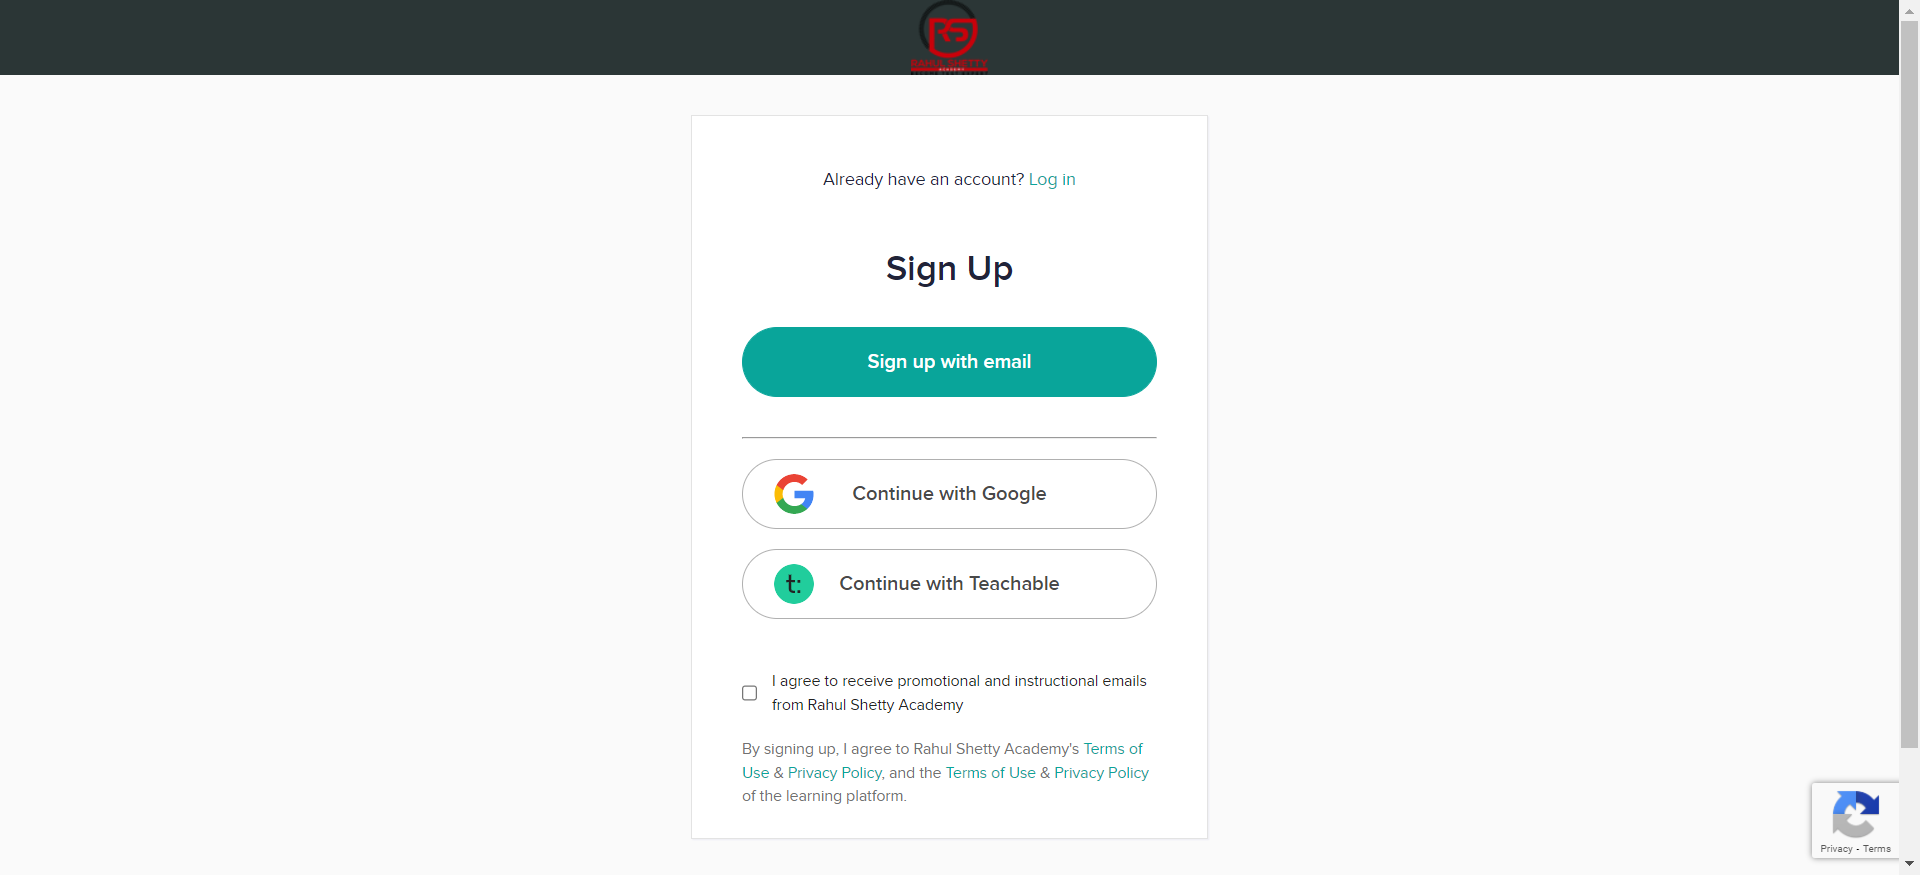 RS
RAHUL SHETTY
ACADEMY
Already have an account? Log in
Sign Up
Sign up with email
Continue with Google
t: Continue with Teachable
I agree to receive promotional and instructional emails
from Rahul Shetty Academy
By signing up, I agree to Rahul Shetty Academy's Terms of
Use & Privacy Policy, and the Terms of Use & Privacy Policy
of the learning platform.
Privacy - Terms